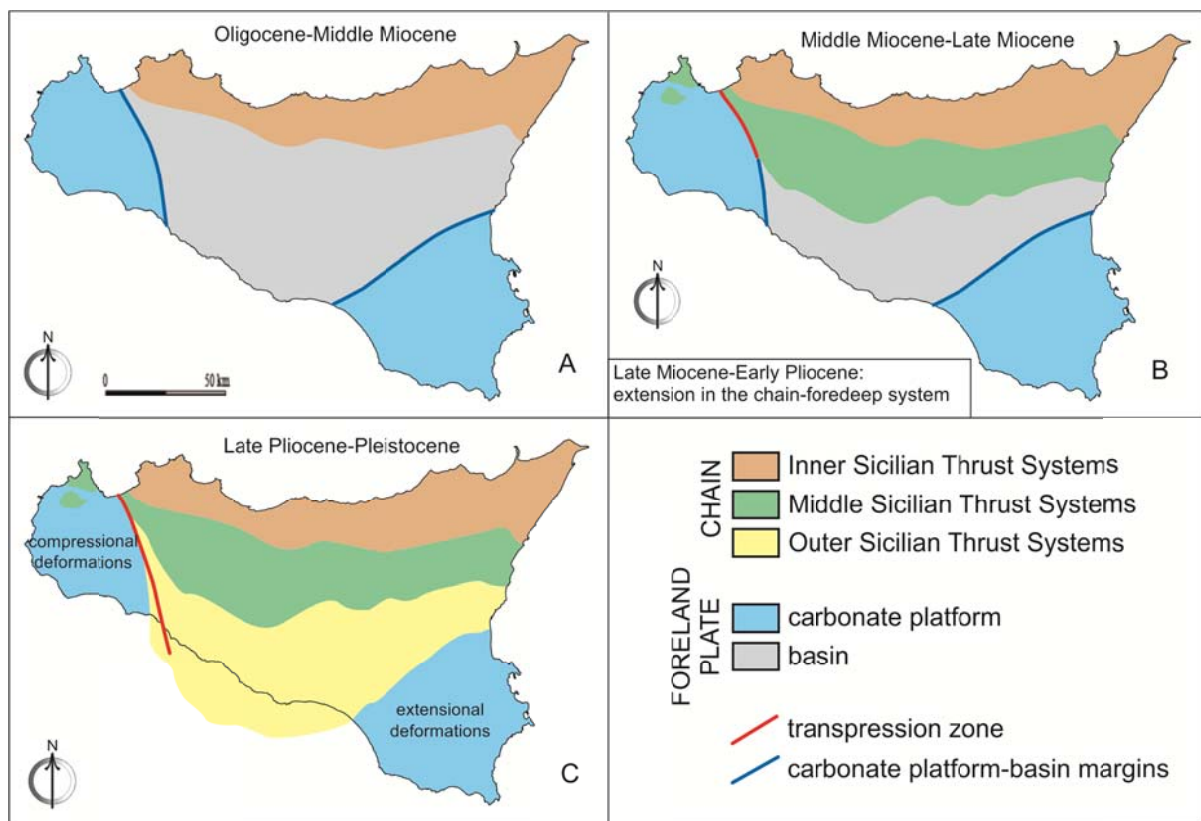 Oligocene-Middle Miocene
N
0
50 km
A
Middle Miocene-Late Miocene
N
Late Miocene-Early Pliocene:
extension in the chain-foredeep system
B
Late Pliocene-Pleistocene
compressional
deformations
extensional
deformations
N
C
CHAIN
Inner Sicilian Thrust Systems
Middle Sicilian Thrust Systems
Outer Sicilian Thrust Systems
FORELAND
PLATE
carbonate platform
basin
transpression zone
carbonate platform-basin margins